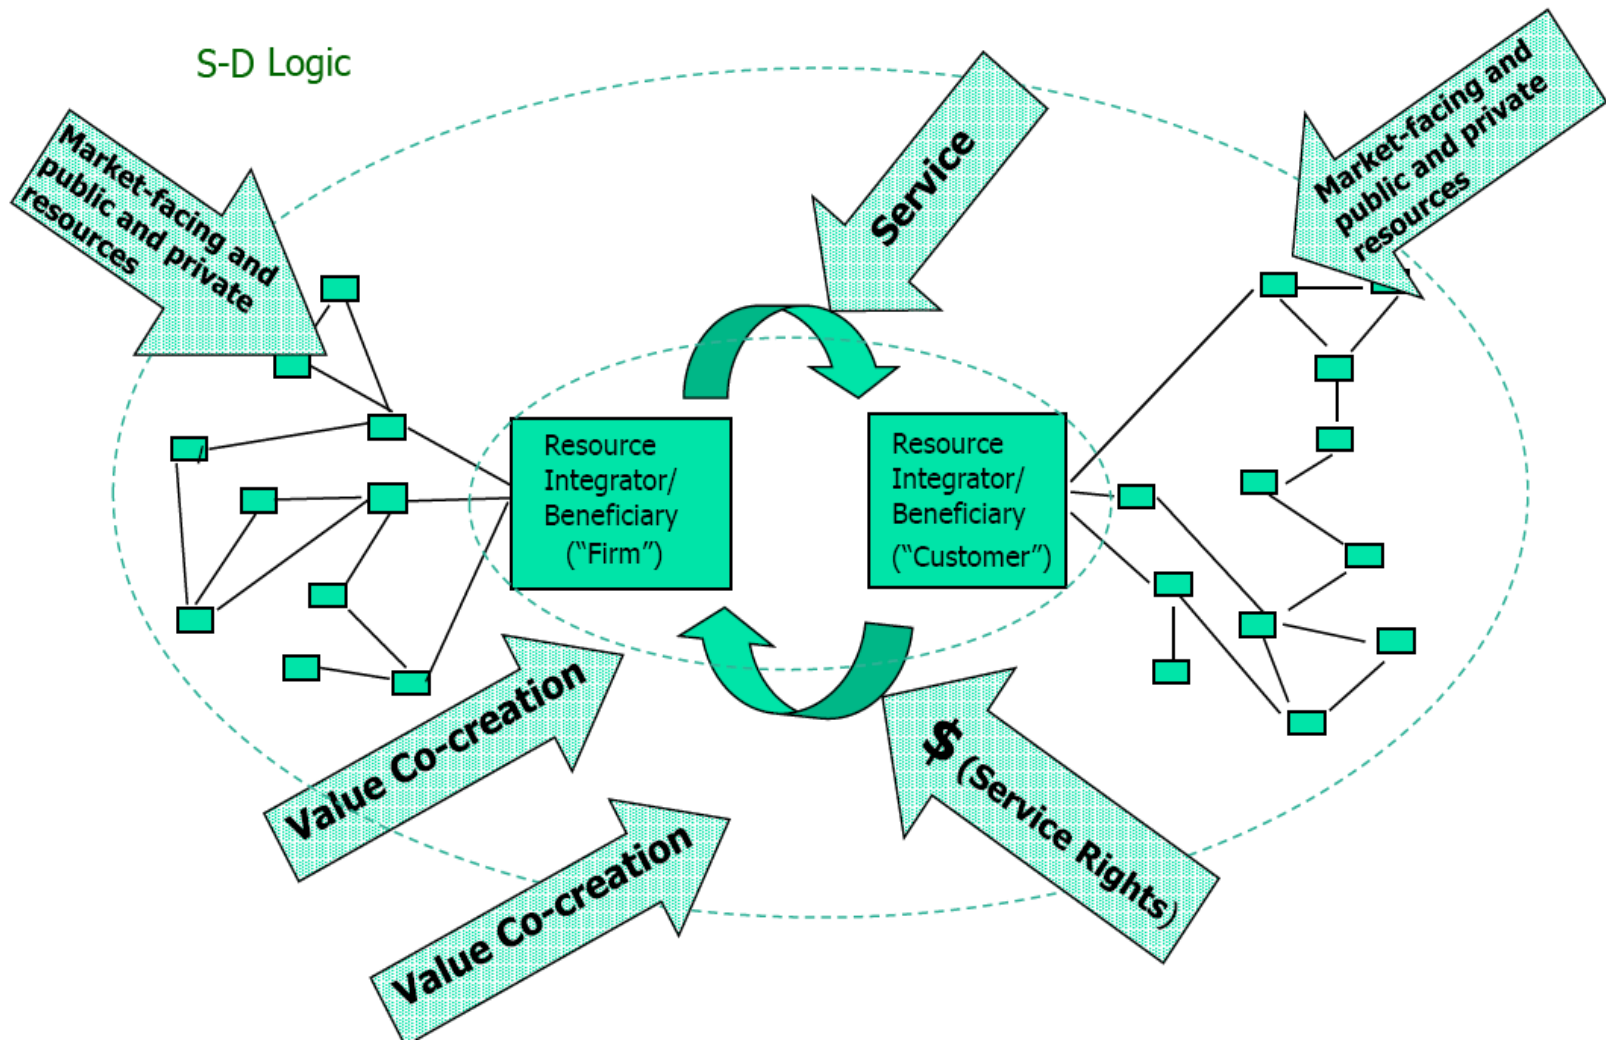 S-D Logic
Market-facing and
public and private
resources
Service
Market-facing and
public and private
resources
Resource
Integrator/
Beneficiary
(“Firm”)
Resource
Integrator/
Beneficiary
(“Customer”)
Value Co-creation
$ (Service Rights)
Value Co-creation